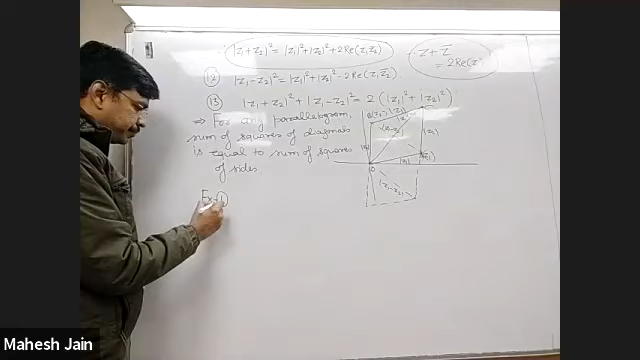 |z₁+z₂|² = |z₁|²+|z₂|²+2Re(z₁z̄₂)
z + z̄
= 2Re(z)
12 |z₁-z₂|² = |z₁|²+|z₂|²-2Re(z₁z̄₂)
13 |z₁+z₂|²+|z₁-z₂|² = 2(|z₁|²+|z₂|²)
⇒ For any parallelogram,
sum of squares of diagonals
is equal to sum of squares
of sides
O
|z₁|
|z₂|
|z₁-z₂|
Ex-1
Mahesh Jain